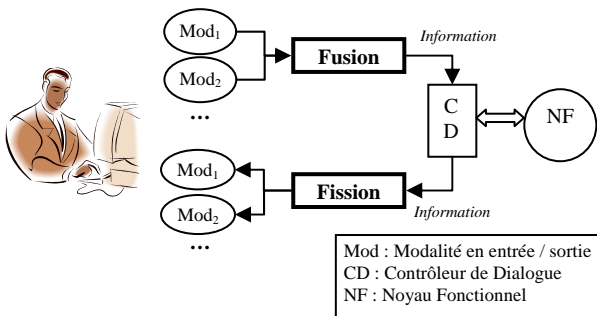 Mod1
Mod2
...
Fusion
Information
C
D
NF
Mod1
Mod2
...
Fission
Information
Mod : Modalité en entrée / sortie
CD : Contrôleur de Dialogue
NF : Noyau Fonctionnel